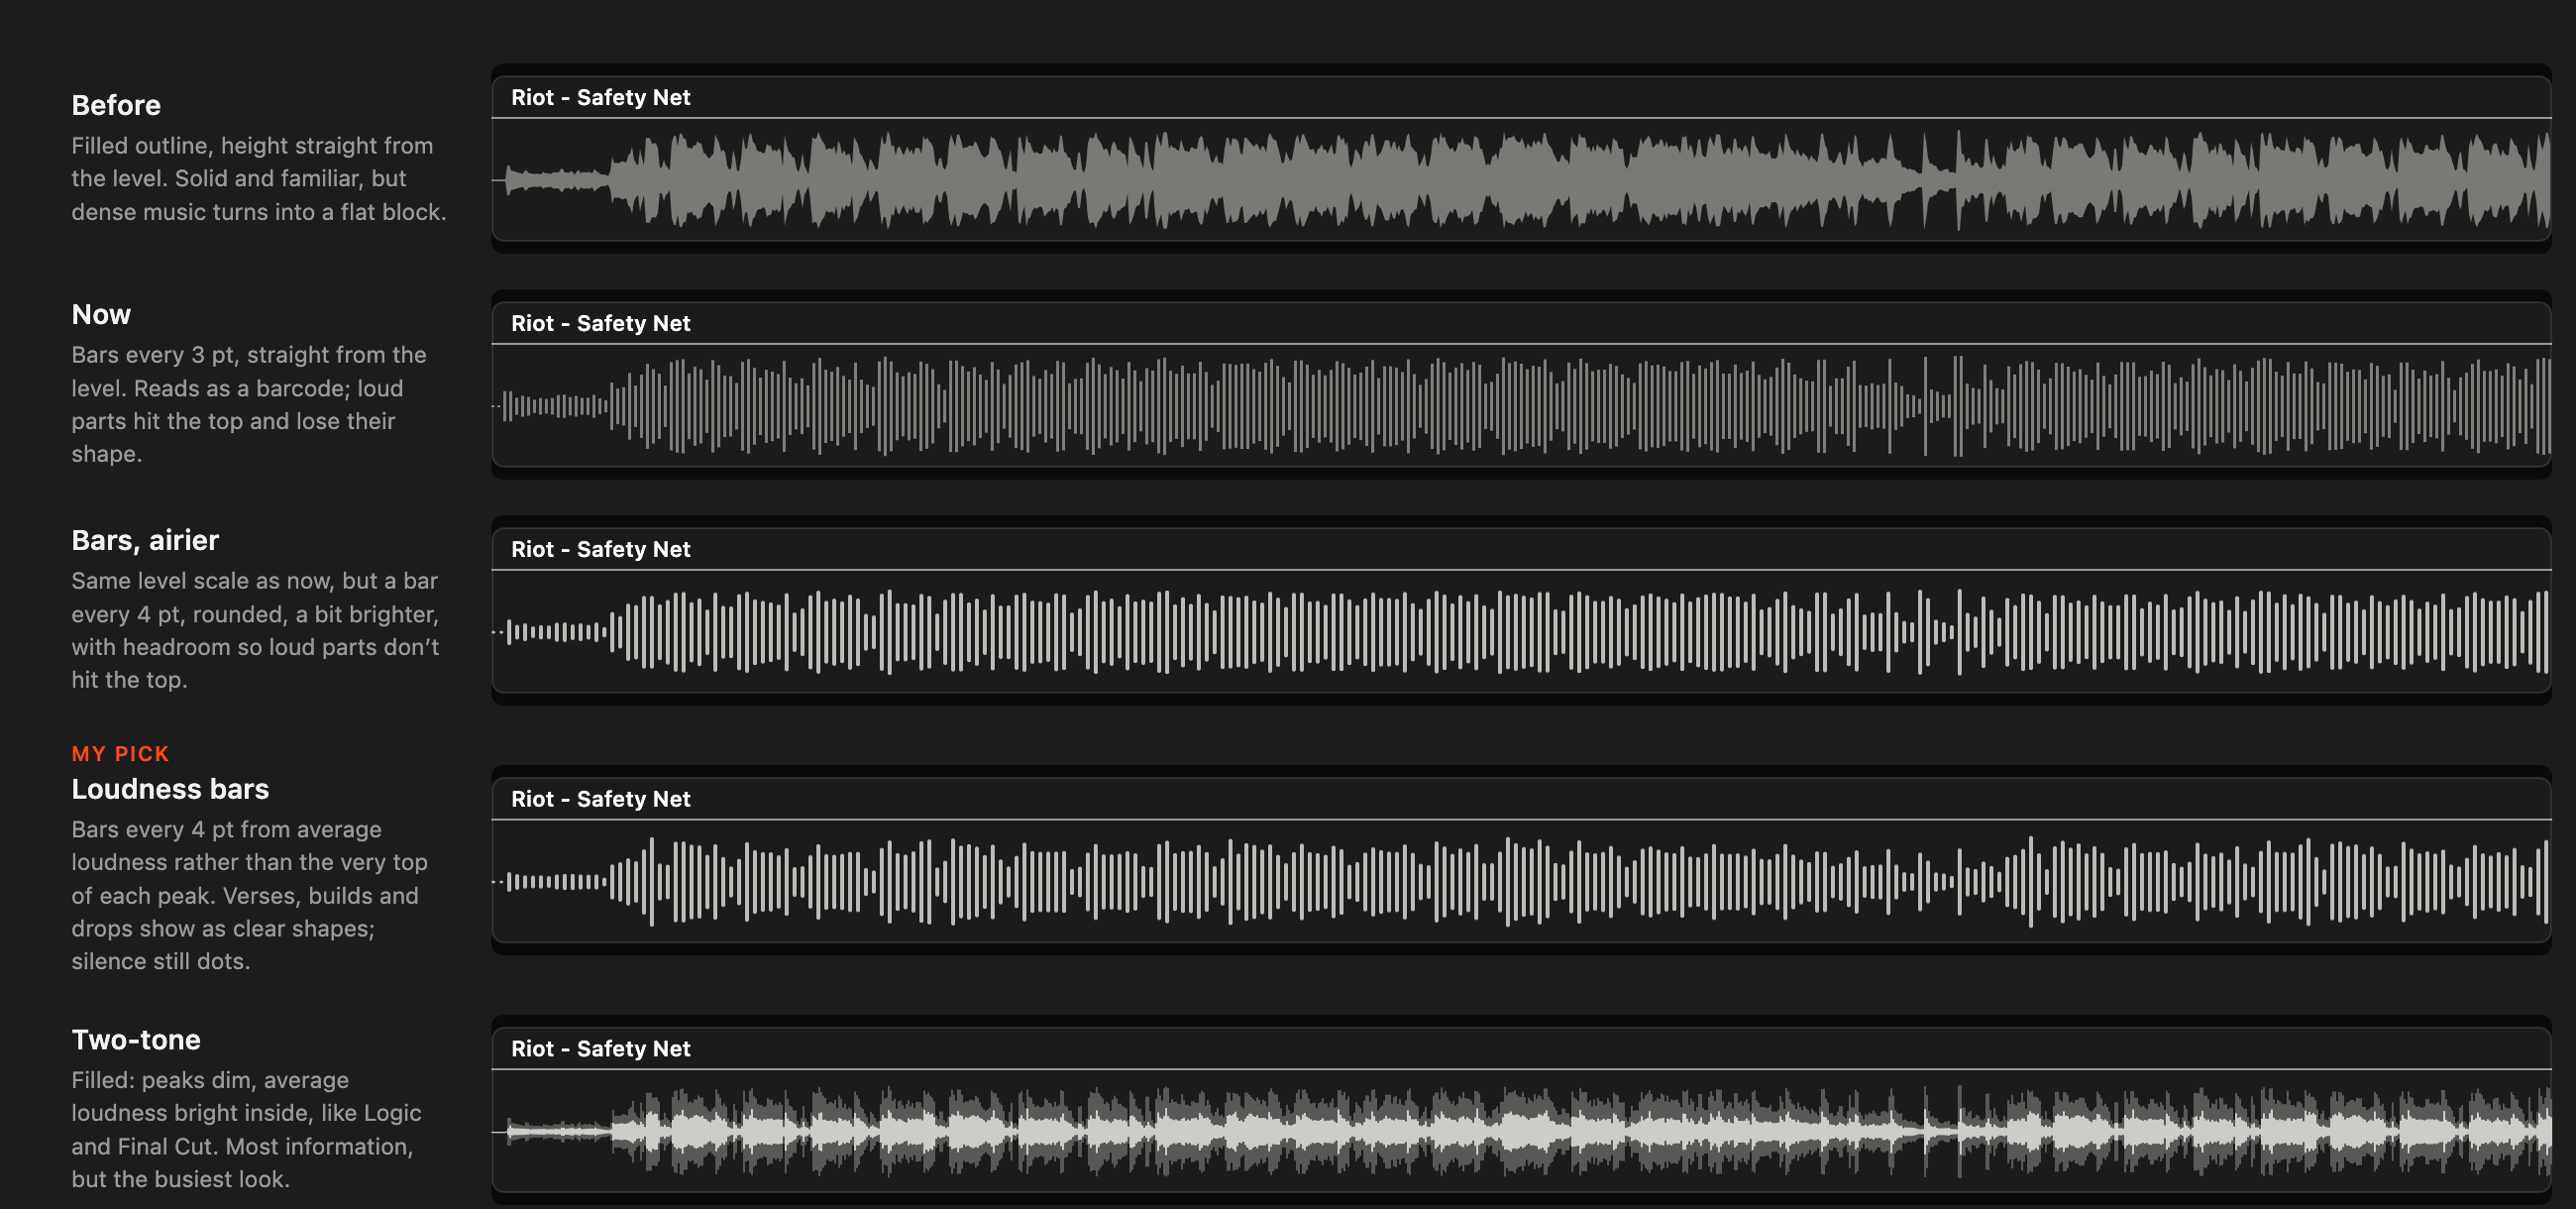 Before
Filled outline, height straight from
the level. Solid and familiar, but
dense music turns into a flat block.
Riot - Safety Net
Now
Bars every 3 pt, straight from the
level. Reads as a barcode; loud
parts hit the top and lose their
shape.
Riot - Safety Net
Bars, airier
Same level scale as now, but a bar
every 4 pt, rounded, a bit brighter,
with headroom so loud parts don’t
hit the top.
Riot - Safety Net
MY PICK
Loudness bars
Bars every 4 pt from average
loudness rather than the very top
of each peak. Verses, builds and
drops show as clear shapes;
silence still dots.
Riot - Safety Net
Two-tone
Filled: peaks dim, average
loudness bright inside, like Logic
and Final Cut. Most information,
but the busiest look.
Riot - Safety Net